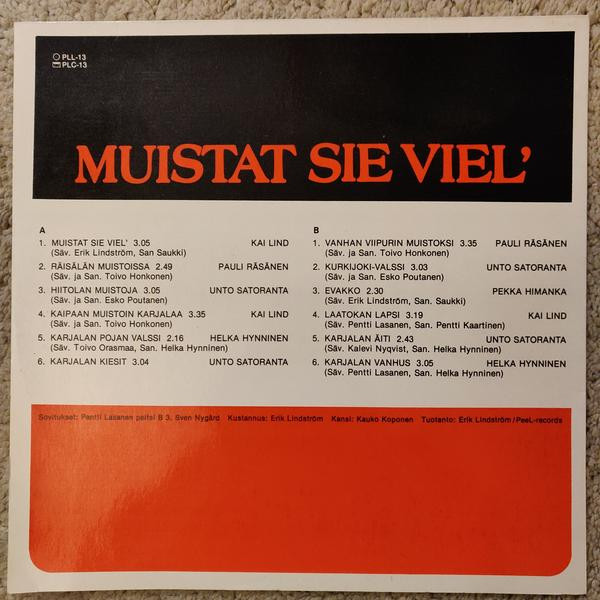 PLL-13
PLC-13
MUISTAT SIE VIEL'
A
1. MUISTAT SIE VIEL' 3.05 KAI LIND
(Säv. Erik Lindström, San Saukki)
2. RÄISÄLÄN MUISTOISSA 2.49 PAULI RÄSÄNEN
(Säv. ja San. Toivo Honkonen)
3. HIITOLAN MUISTOJA 3.05 UNTO SATORANTA
(Säv. ja San. Esko Poutanen)
4. KAIPAAN MUISTOIN KARJALAA 3.35 KAI LIND
(Säv. ja San. Toivo Honkonen)
5. KARJALAN POJAN VALSSI 2.16 HELKA HYNNINEN
(Säv. Toivo Orasmaa, San. Helka Hynninen)
6. KARJALAN KIESIT 3.04 UNTO SATORANTA
B
1. VANHAN VIIPURIN MUISTOKSI 3.35 PAULI RÄSÄNEN
(Säv. ja San. Toivo Honkonen)
2. KURKIJOKI-VALSSI 3.03 UNTO SATORANTA
(Säv. ja San. Esko Poutanen)
3. EVAKKO 2.30 PEKKA HIMANKA
(Säv. Erik Lindström, San. Saukki)
4. LAATOKAN LAPSI 3.19 KAI LIND
(Säv. Pentti Lasanen, San. Pentti Kaartinen)
5. KARJALAN ÄITI 2.43 UNTO SATORANTA
(Säv. Kalevi Nyqvist, San. Helka Hynninen)
6. KARJALAN VANHUS 3.05 HELKA HYNNINEN
(Säv. Pentti Lasanen, San. Helka Hynninen)
Sovitukset: Pentti Lasanen paitsi B 3, Sven Nygård Kustannus: Erik Lindström Kansi: Kauko Koponen Tuotanto: Erik Lindström/PeeL-records